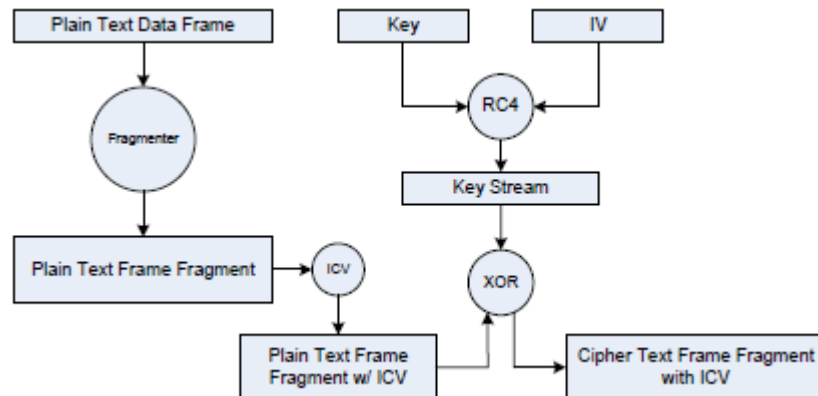 Plain Text Data Frame
Key
IV
Fragmenter
RC4
Key Stream
Plain Text Frame Fragment
ICV
XOR
Plain Text Frame
Fragment w/ ICV
Cipher Text Frame Fragment
with ICV